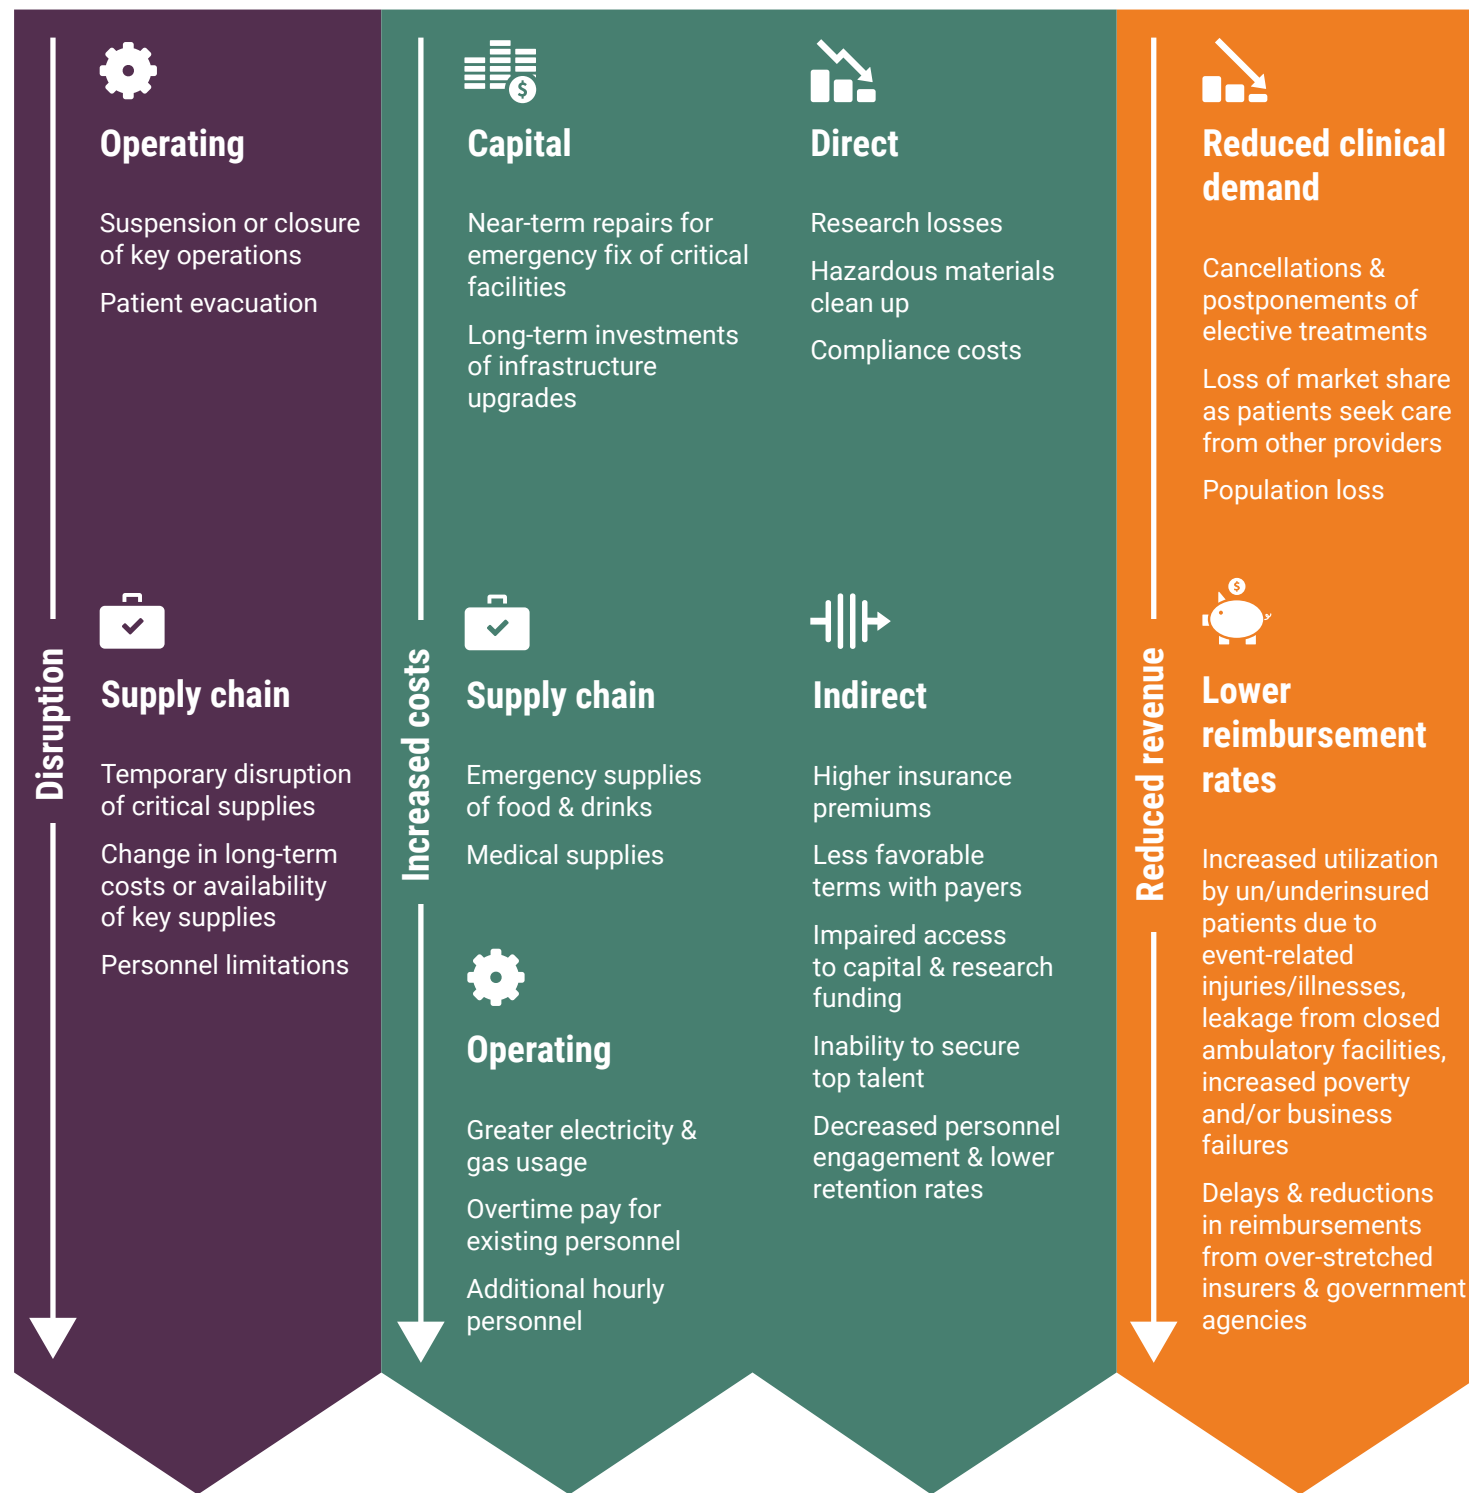 Disruption
Operating
Suspension or closure
of key operations
Patient evacuation
Supply chain
Temporary disruption
of critical supplies
Change in long-term
costs or availability
of key supplies
Personnel limitations
Increased costs
$
Capital
Near-term repairs for
emergency fix of critical
facilities
Long-term investments
of infrastructure
upgrades
Supply chain
Emergency supplies
of food & drinks
Medical supplies
Operating
Greater electricity &
gas usage
Overtime pay for
existing personnel
Additional hourly
personnel
Direct
Research losses
Hazardous materials
clean up
Compliance costs
Indirect
Higher insurance
premiums
Less favorable
terms with payers
Impaired access
to capital & research
funding
Inability to secure
top talent
Decreased personnel
engagement & lower
retention rates
Reduced revenue
Reduced clinical
demand
Cancellations &
postponements of
elective treatments
Loss of market share
as patients seek care
from other providers
Population loss
$
Lower
reimbursement
rates
Increased utilization
by un/underinsured
patients due to
event-related
injuries/illnesses,
leakage from closed
ambulatory facilities,
increased poverty
and/or business
failures
Delays & reductions
in reimbursements
from over-stretched
insurers & government
agencies